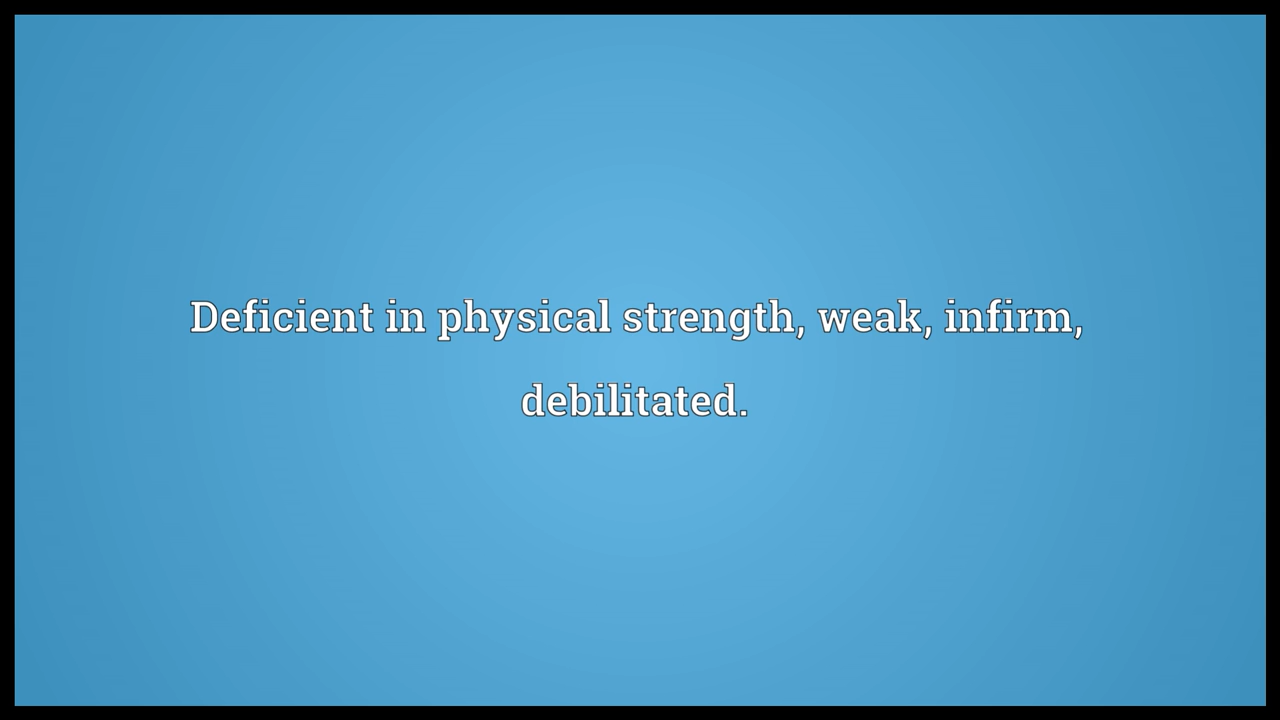 Deficient in physical strength, weak, infirm,
debilitated.